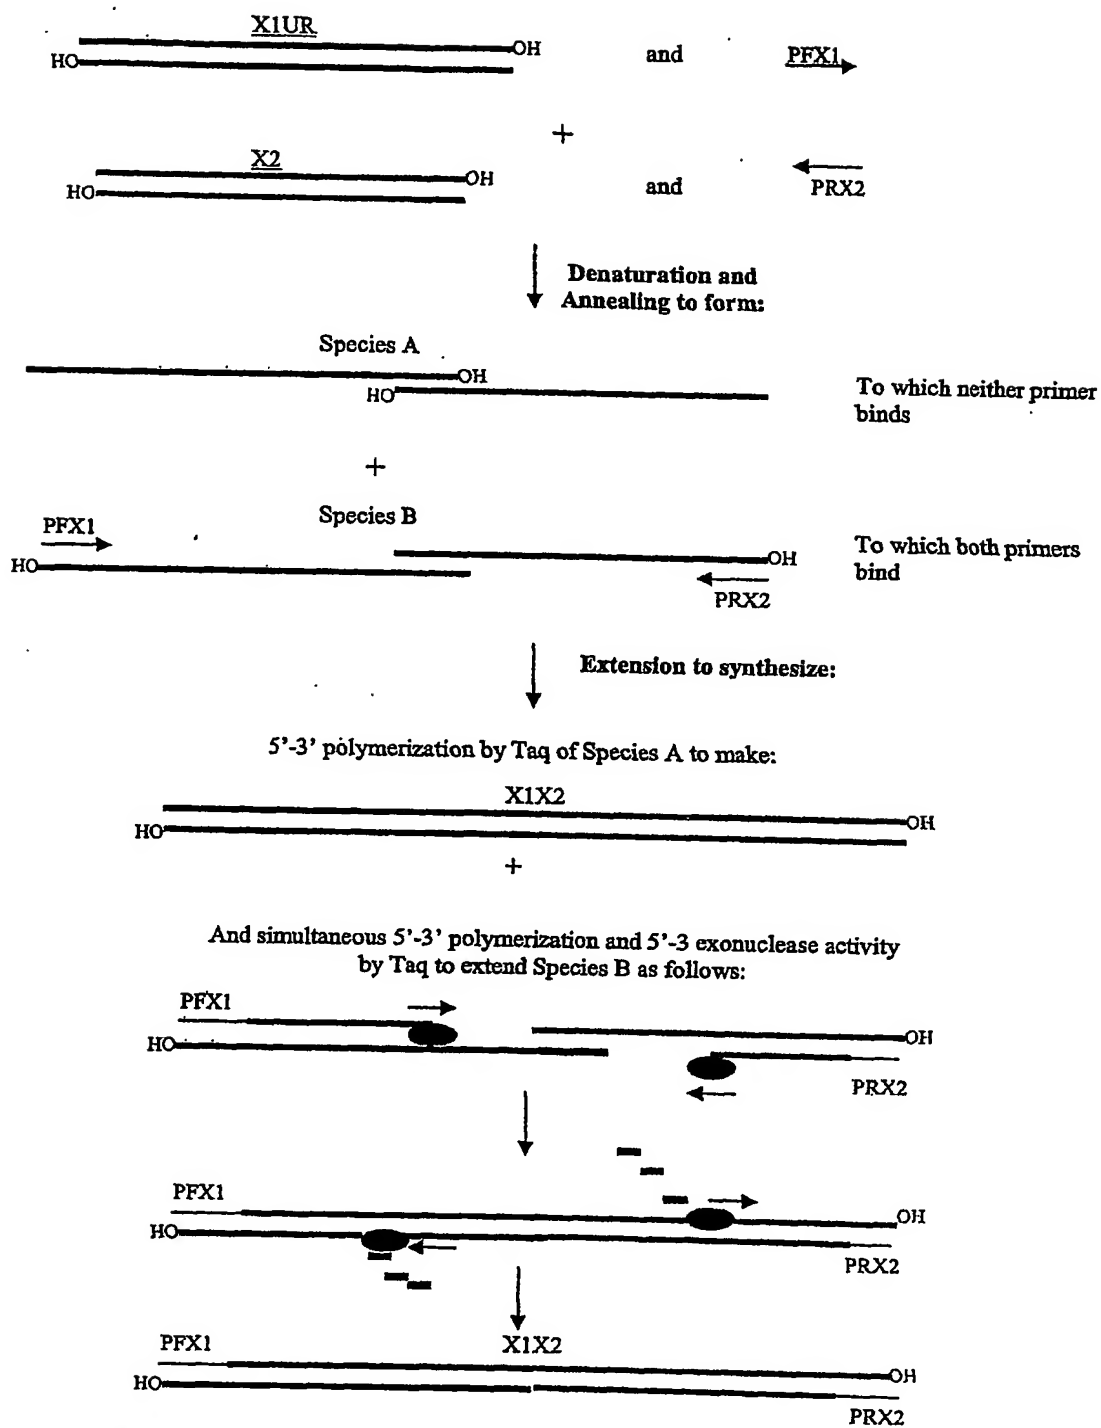 X1UR
OH
HO
and
PFX1
+
X2
OH
HO
and
PRX2
Denaturation and
Annealing to form:
Species A
OH
HO
To which neither primer
binds
+
Species B
PFX1
HO
OH
PRX2
To which both primers
bind
Extension to synthesize:
5'-3' polymerization by Taq of Species A to make:
X1X2
HO
OH
+
And simultaneous 5'-3' polymerization and 5'-3 exonuclease activity
by Taq to extend Species B as follows:
PFX1
HO
OH
PRX2
PFX1
HO
OH
PRX2
PFX1
X1X2
HO
OH
PRX2